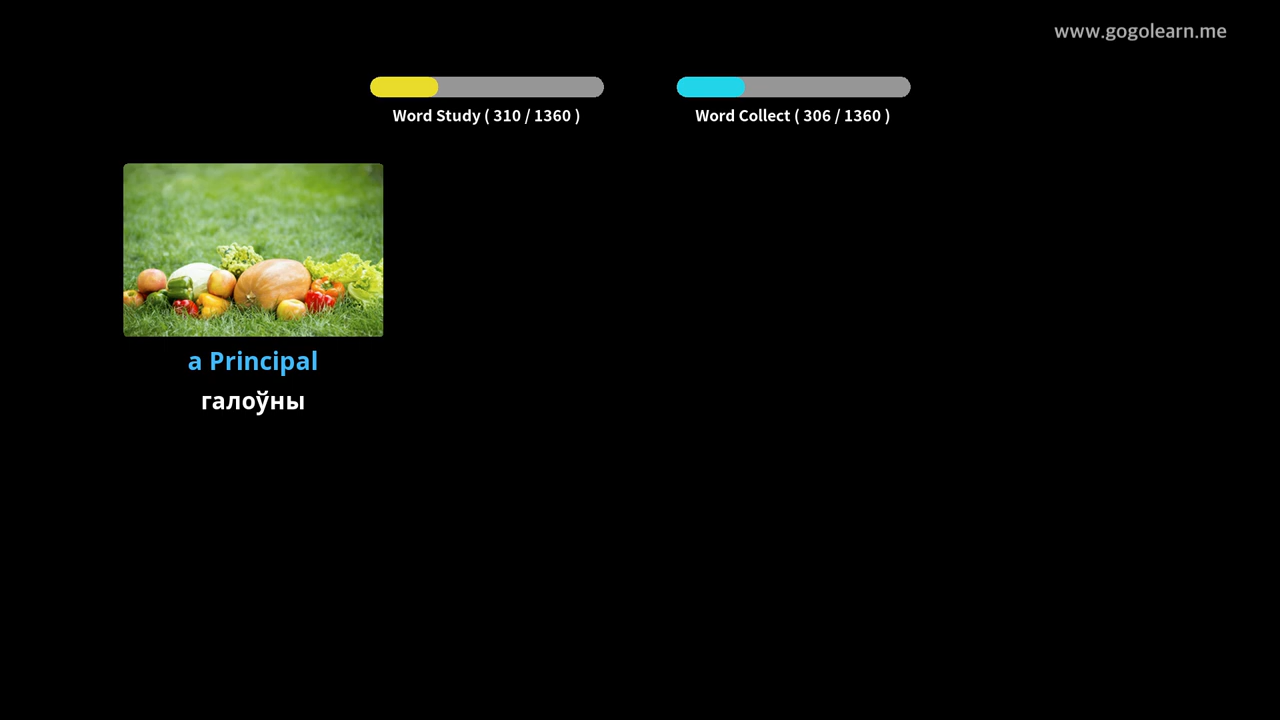 www.gogolearn.me
Word Study ( 310 / 1360 )
Word Collect ( 306 / 1360 )
a Principal
галоўны